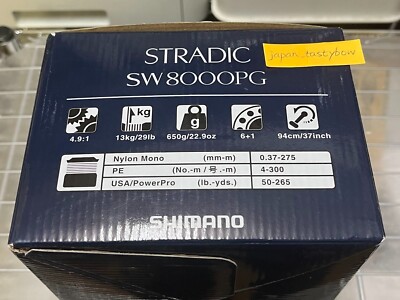 STRADIC
SW8000PG
japan_tastybow
kg
g
4.9:1 13kg/29lb 650g/22.9oz 6+1 94cm/37inch
Nylon Mono (mm-m) 0.37-275
PE (No.-m / 号.-m) 4-300
USA/PowerPro (lb.-yds.) 50-265
SHIMANO